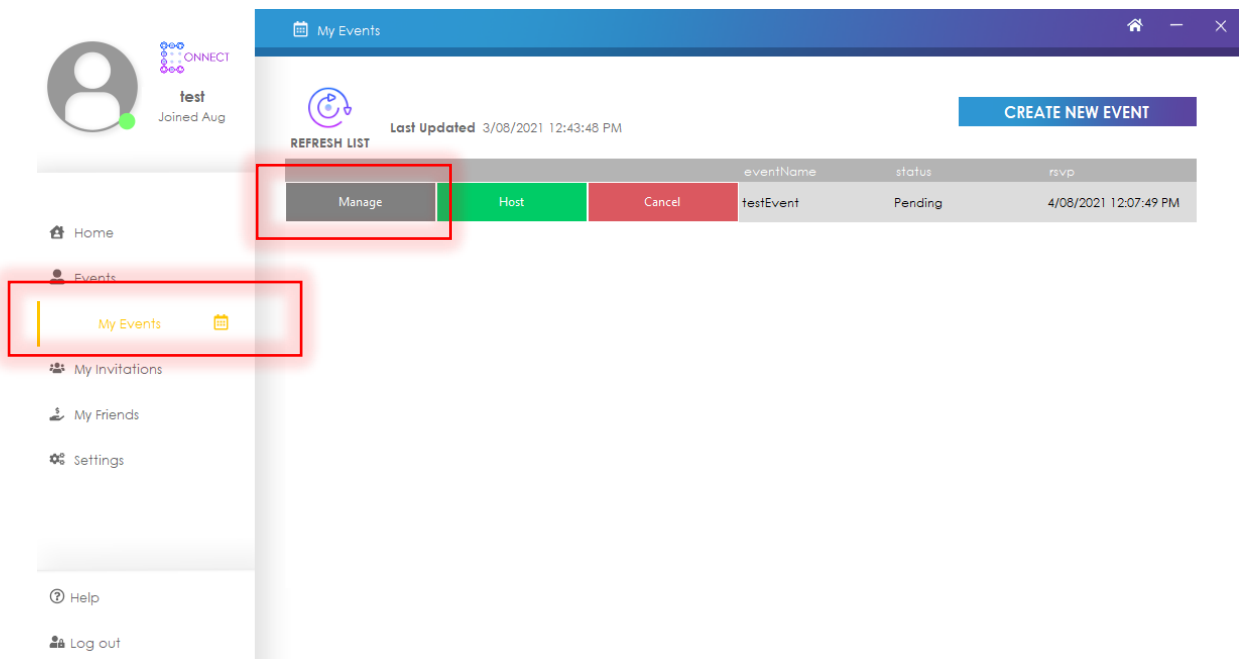 ONNECT
test
Joined Aug
Home
Events
My Events
My Invitations
My Friends
Settings
Help
Log out
My Events
REFRESH LIST
Last Updated 3/08/2021 12:43:48 PM
CREATE NEW EVENT
eventName status rsvp
Manage Host Cancel testEvent Pending 4/08/2021 12:07:49 PM